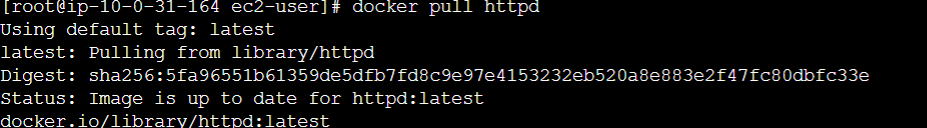 [root@ip-10-0-31-164 ec2-user]# docker pull httpd
Using default tag: latest
latest: Pulling from library/httpd
Digest: sha256:5fa96551b61359de5dfb7fd8c9e97e4153232eb520a8e883e2f47fc80dbfc33e
Status: Image is up to date for httpd:latest
docker.io/library/httpd:latest